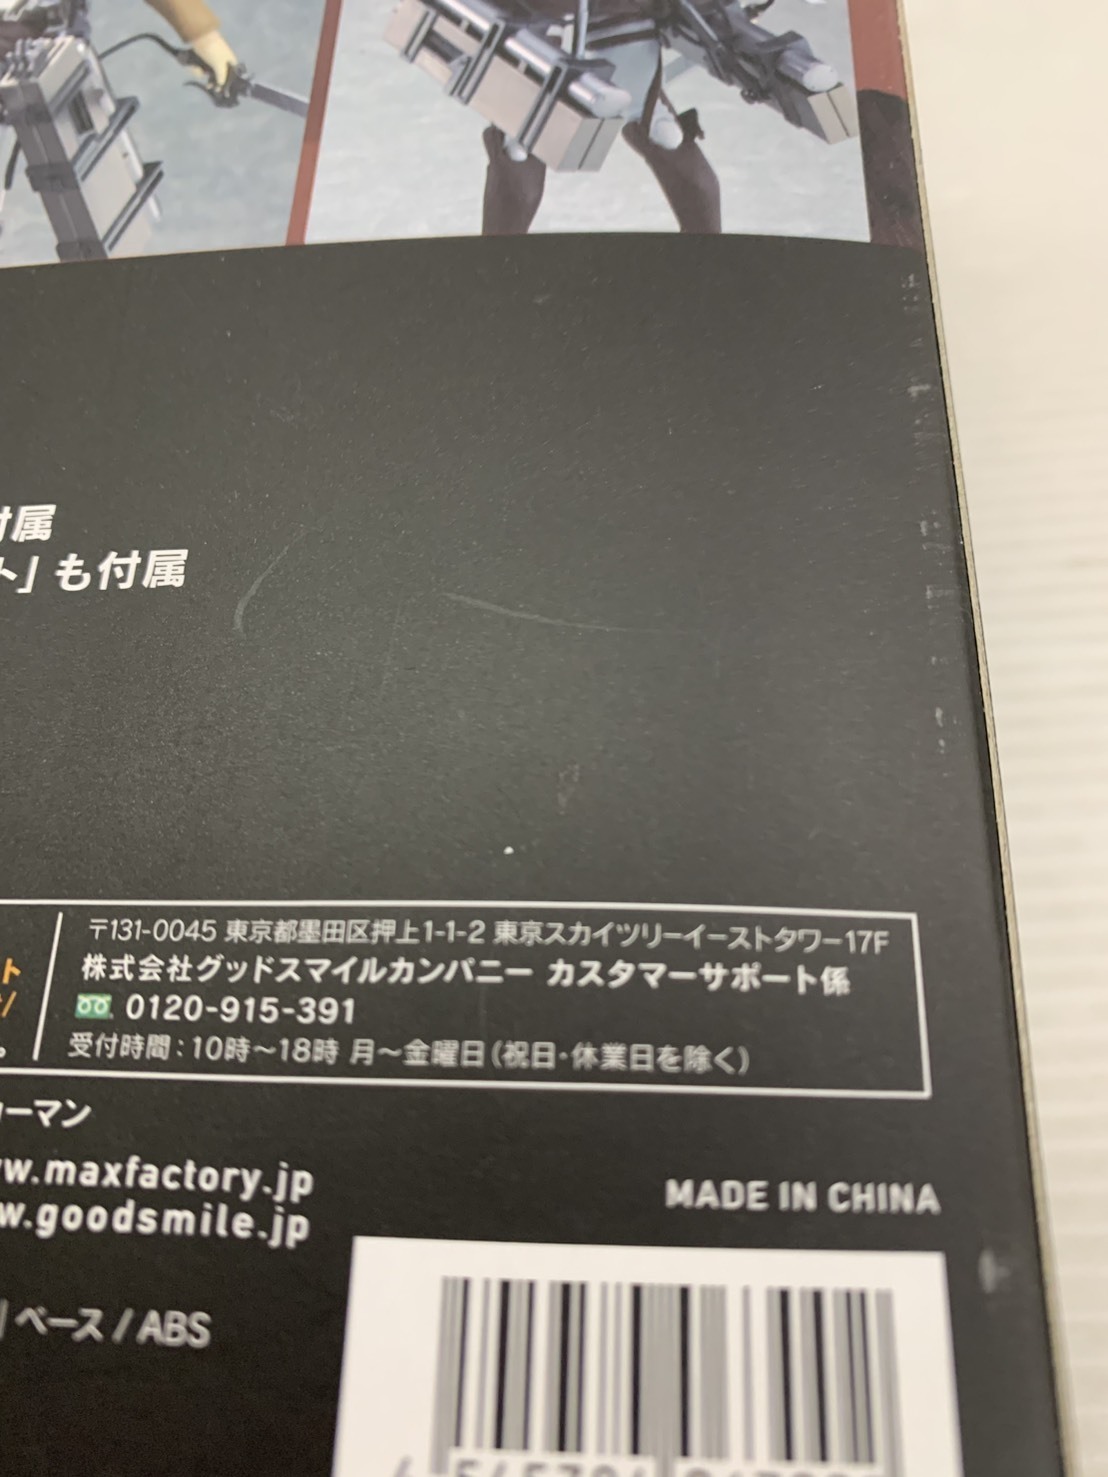 付属
ト」も付属
〒131-0045 東京都墨田区押上1-1-2 東京スカイツリーイーストタワー17F
株式会社グッドスマイルカンパニー カスタマーサポート係
0120-915-391
受付時間：10時～18時 月～金曜日（祝日・休業日を除く）
ーマン
w.maxfactory.jp
w.goodsmile.jp
MADE IN CHINA
ベース / ABS